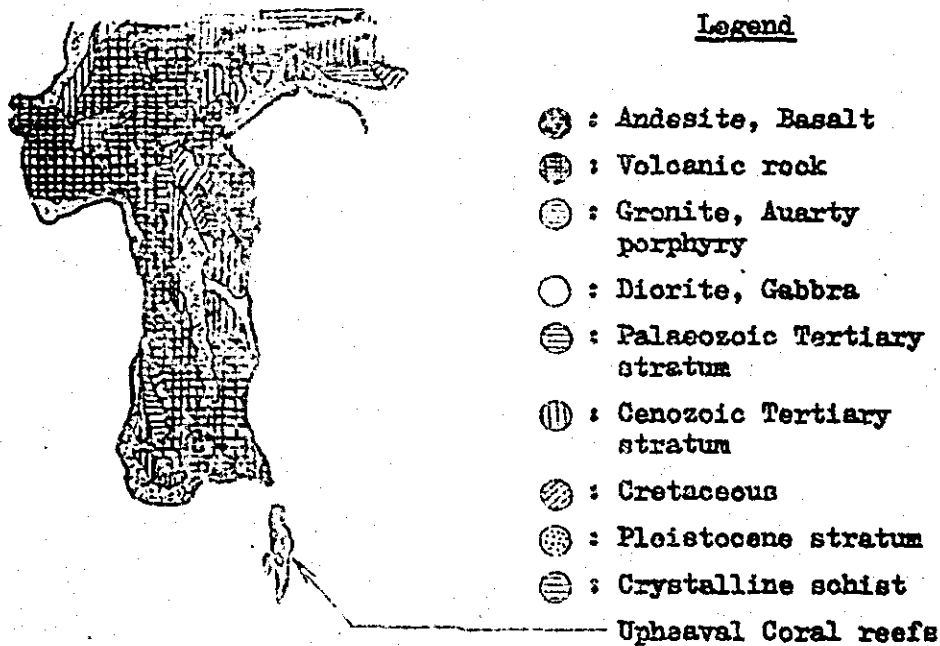 Legend
: Andesite, Basalt
: Volcanic rock
: Gronite, Auarty
porphyry
: Diorite, Gabbra
: Palaeozoic Tertiary
stratum
: Cenozoic Tertiary
stratum
: Cretaceous
: Pleistocene stratum
: Crystalline schist
Upheaval Coral reefs